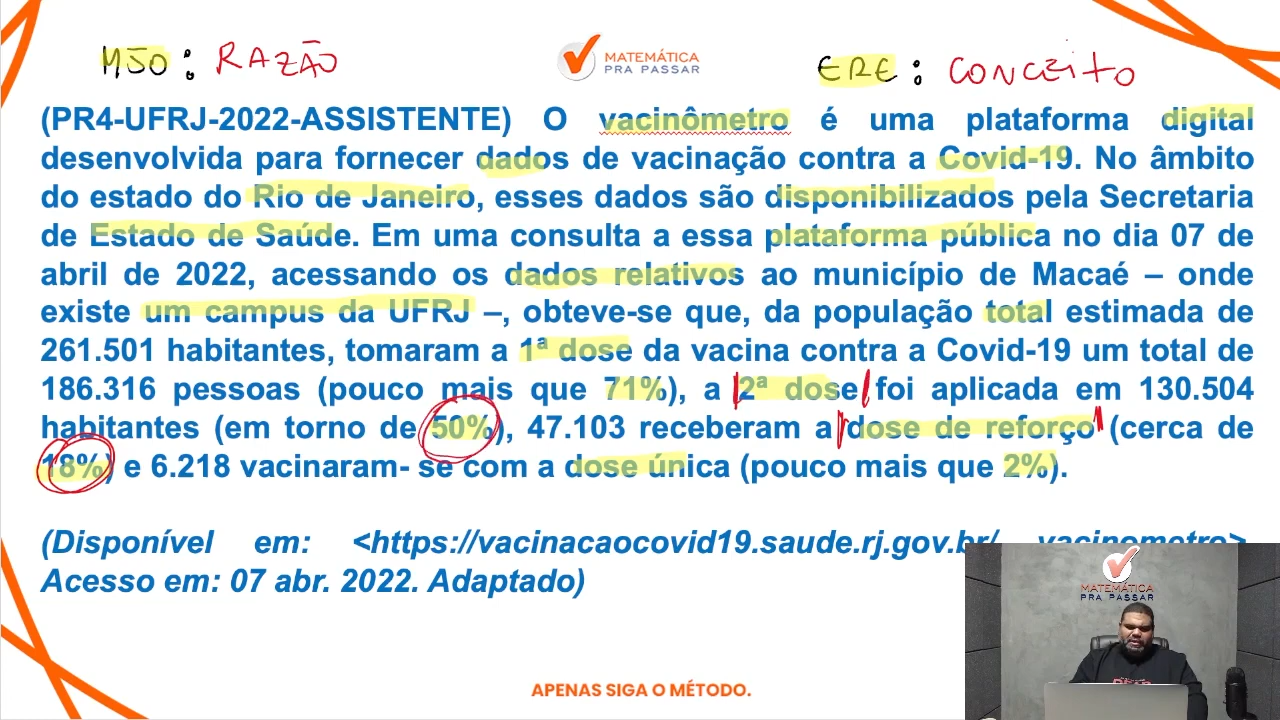 MJO : RAZÃO
MATEMÁTICA
PRA PASSAR
ERE : CONCEITO
(PR4-UFRJ-2022-ASSISTENTE) O vacinômetro é uma plataforma digital
desenvolvida para fornecer dados de vacinação contra a Covid-19. No âmbito
do estado do Rio de Janeiro, esses dados são disponibilizados pela Secretaria
de Estado de Saúde. Em uma consulta a essa plataforma pública no dia 07 de
abril de 2022, acessando os dados relativos ao município de Macaé – onde
existe um campus da UFRJ –, obteve-se que, da população total estimada de
261.501 habitantes, tomaram a 1ª dose da vacina contra a Covid-19 um total de
186.316 pessoas (pouco mais que 71%), a 2ª dose foi aplicada em 130.504
habitantes (em torno de 50%), 47.103 receberam a dose de reforço (cerca de
18%) e 6.218 vacinaram- se com a dose única (pouco mais que 2%).
(Disponível em: <https://vacinacaocovid19.saude.rj.gov.br/ vacinometro>.
Acesso em: 07 abr. 2022. Adaptado)
MATEMÁTICA
PRA PASSAR
APENAS SIGA O MÉTODO.